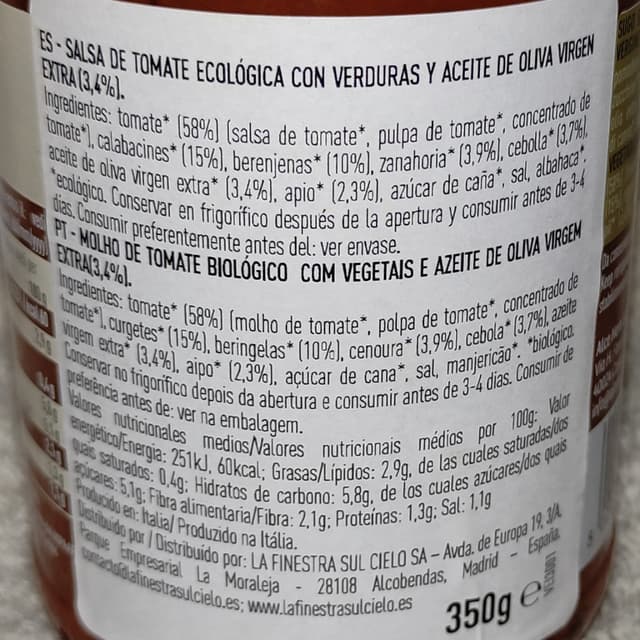 ES - SALSA DE TOMATE ECOLÓGICA CON VERDURAS Y ACEITE DE OLIVA VIRGEN
EXTRA(3,4%).
Ingredientes: tomate* (58%) (salsa de tomate*, pulpa de tomate*, concentrado de
tomate*), calabacines* (15%), berenjenas* (10%), zanahoria* (3,9%), cebolla* (3,7%),
aceite de oliva virgen extra* (3,4%), apio* (2,3%), azúcar de caña*, sal, albahaca*.
*ecológico. Conservar en frigorífico después de la apertura y consumir antes de 3-4
días. Consumir preferentemente antes del: ver envase.
PT - MOLHO DE TOMATE BIOLÓGICO COM VEGETAIS E AZEITE DE OLIVA VIRGEM
EXTRA(3,4%).
Ingredientes: tomate* (58%) (molho de tomate*, polpa de tomate*, concentrado de
tomate*), curgetes* (15%), beringelas* (10%), cenoura* (3,9%), cebola* (3,7%), azeite
virgem extra* (3,4%), aipo* (2,3%), açúcar de cana*, sal, manjericão*. *biológico.
Conservar no frigorífico depois da abertura e consumir antes de 3-4 dias. Consumir de
preferência antes de: ver na embalagem.
Valores nutricionales medios/Valores nutricionais médios por 100g: Valor
energético/Energia: 251kJ, 60kcal; Grasas/Lípidos: 2,9g, de las cuales saturadas/dos
quais saturados: 0,4g; Hidratos de carbono: 5,8g, de los cuales azúcares/dos quais
açúcares: 5,1g; Fibra alimentaria/Fibra: 2,1g; Proteínas: 1,3g; Sal: 1,1g
Producido en: Italia/ Produzido na Itália.
Distribuido por / Distribuído por: LA FINESTRA SUL CIELO SA – Avda. de Europa 19, 3/A.
Parque Empresarial La Moraleja - 28108 Alcobendas, Madrid – España.
contacto@lafinestrasulcielo.es; www.lafinestrasulcielo.es
350g e